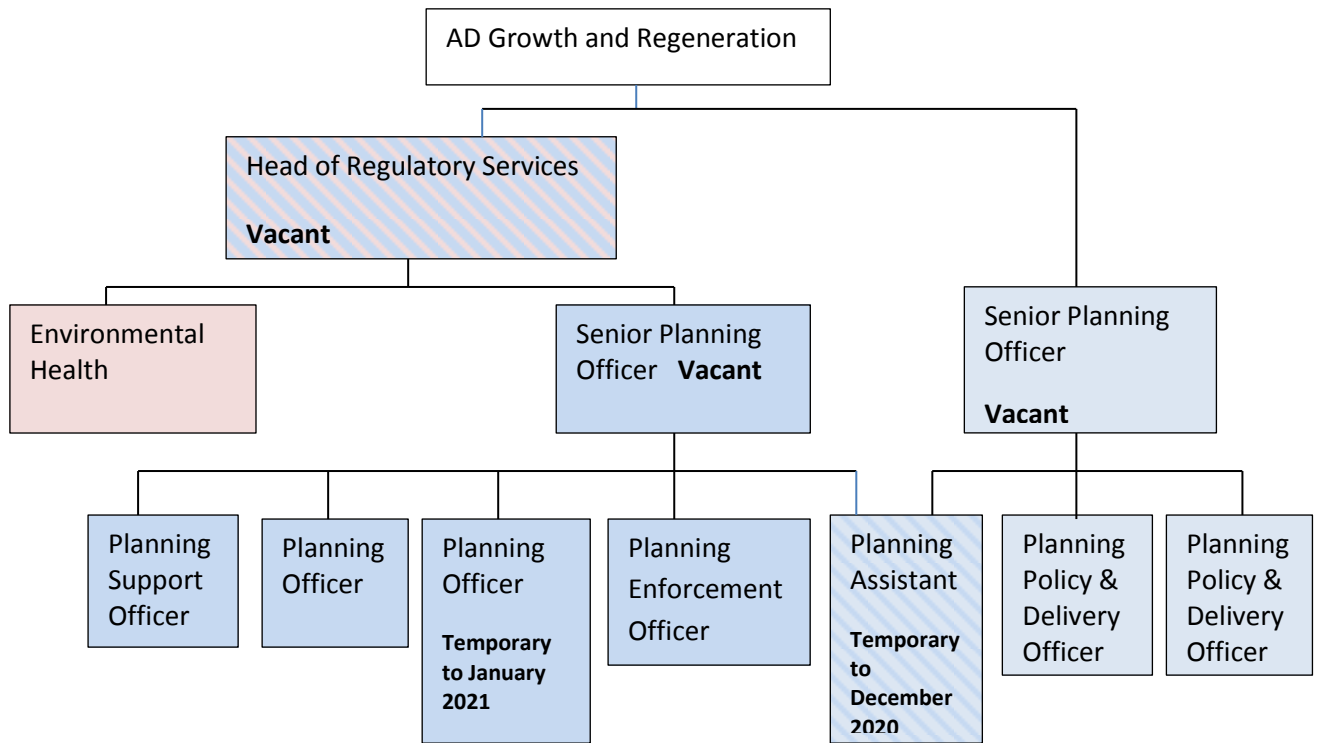 AD Growth and Regeneration
Head of Regulatory Services
Vacant
Environmental
Health
Senior Planning
Officer Vacant
Senior Planning
Officer
Vacant
Planning
Support
Officer
Planning
Officer
Planning
Officer
Temporary
to January
2021
Planning
Enforcement
Officer
Planning
Assistant
Temporary
to
December
2020
Planning
Policy &
Delivery
Officer
Planning
Policy &
Delivery
Officer